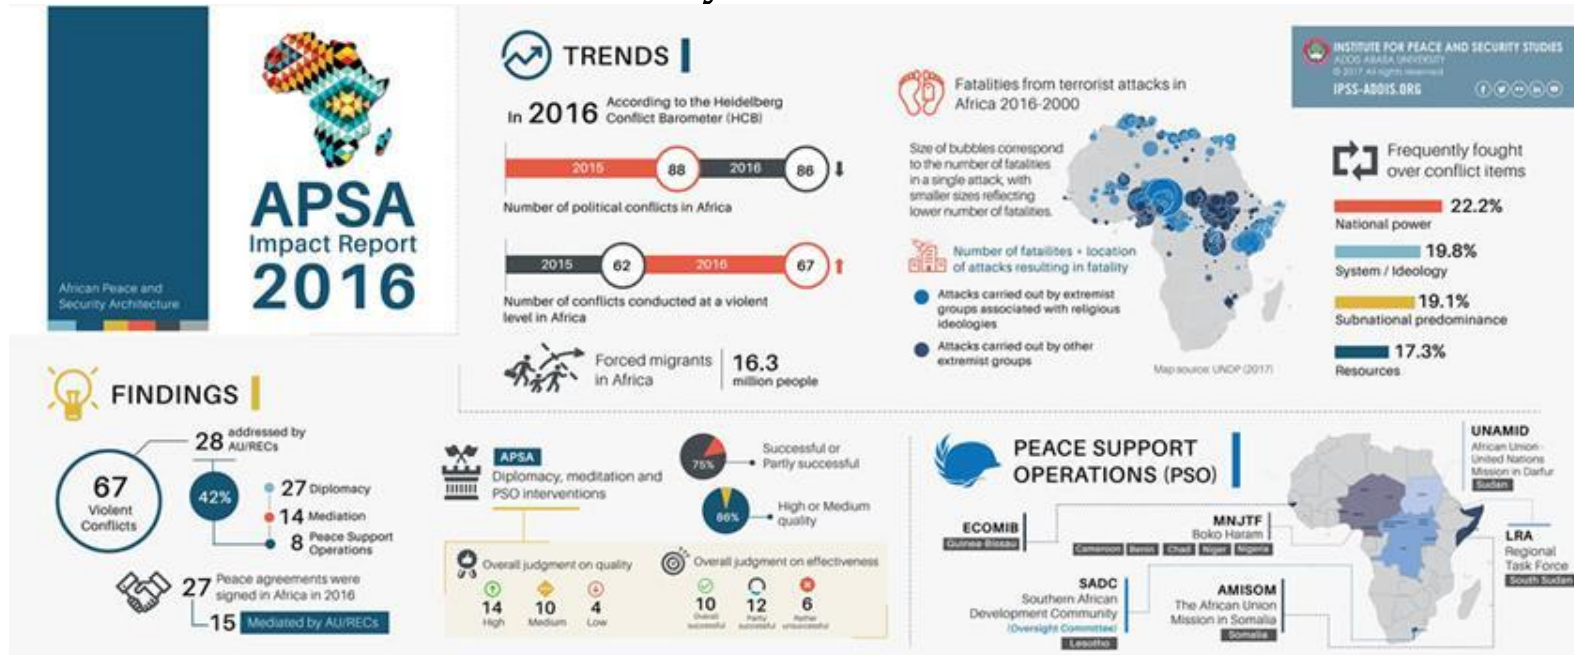 African Peace and
Security Architecture
APSA
Impact Report
2016
TRENDS
In 2016 According to the Heidelberg
Conflict Barometer (HCB)
2015 88 2016 86
Number of political conflicts in Africa
2015 62 2016 67
Number of conflicts conducted at a violent
level in Africa
Forced migrants
in Africa
16.3
million people
Fatalities from terrorist attacks in
Africa 2016-2000
Size of bubbles correspond
to the number of fatalities
in a single attack, with
smaller sizes reflecting
lower number of fatalities.
Number of fatailites + location
of attacks resulting in fatality
Attacks carried out by extremist
groups associated with religious
ideologies
Attacks carried out by other
extremist groups
Map source: UNDP (2017)
INSTITUTE FOR PEACE AND SECURITY STUDIES
ADDIS ABABA UNIVERSITY
© 2017 All rights reserved
IPSS-ADDIS.ORG
Frequently fought
over conflict items
22.2%
National power
19.8%
System / Ideology
19.1%
Subnational predominance
17.3%
Resources
FINDINGS
67
Violent
Conflicts
28 addressed by
AU/RECs
42%
27 Diplomacy
14 Mediation
8 Peace Support
Operations
27 Peace agreements were
signed in Africa in 2016
15 Mediated by AU/RECs
APSA
Diplomacy, meditation and
PSO interventions
75%
Successful or
Partly successful
86%
High or Medium
quality
Overall judgment on quality
14
High
10
Medium
4
Low
Overall judgment on effectiveness
10
Overall
successful
12
Partly
successful
6
Rather
unsuccessful
PEACE SUPPORT
OPERATIONS (PSO)
ECOMIB
Guinea-Bissau
MNJTF
Boko Haram
Cameroon Benin Chad Niger Nigeria
SADC
Southern African
Development Community
(Oversight Committee)
Lesotho
AMISOM
The African Union
Mission in Somalia
Somalia
UNAMID
African Union -
United Nations
Mission in Darfur
Sudan
LRA
Regional
Task Force
South Sudan